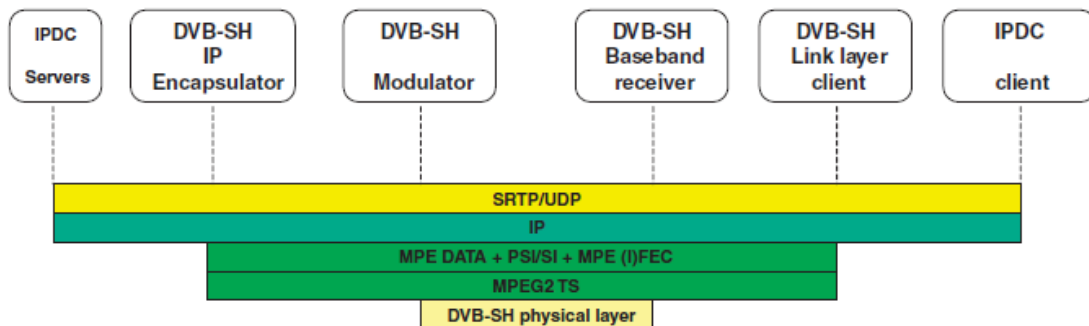 IPDC
Servers
DVB-SH
IP
Encapsulator
DVB-SH
Modulator
DVB-SH
Baseband
receiver
DVB-SH
Link layer
client
IPDC
client
SRTP/UDP
IP
MPE DATA + PSI/SI + MPE (I)FEC
MPEG2 TS
DVB-SH physical layer